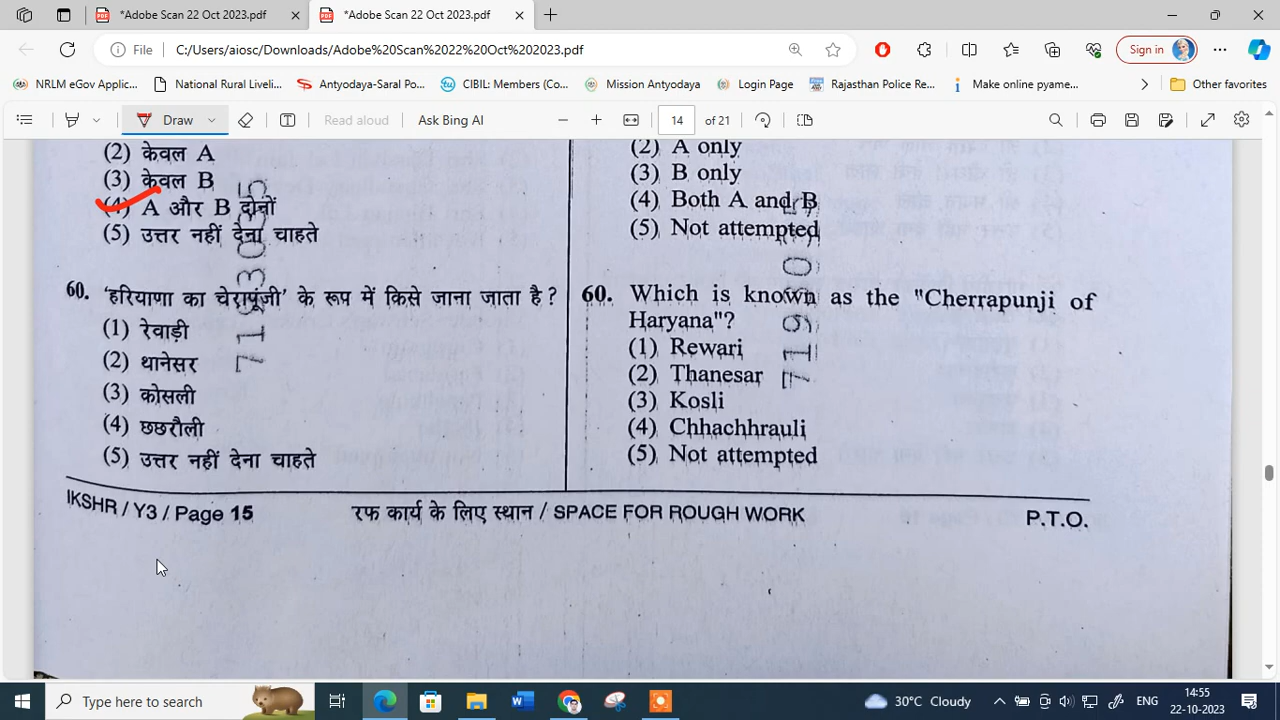 *Adobe Scan 22 Oct 2023.pdf
*Adobe Scan 22 Oct 2023.pdf
File
C:/Users/aiosc/Downloads/Adobe%20Scan%2022%20Oct%202023.pdf
Sign in
NRLM eGov Applic...
National Rural Liveli...
Antyodaya-Saral Po...
CIBIL: Members (Co...
Mission Antyodaya
Login Page
Rajasthan Police Re...
Make online pyame...
Other favorites
Draw
Read aloud
Ask Bing AI
14
of 21
(2) केवल A
(3) केवल B
(4) A और B दोनों
(5) उत्तर नहीं देना चाहते
60. 'हरियाणा का चेरापूंजी' के रूप में किसे जाना जाता है ?
(1) रेवाड़ी
(2) थानेसर
(3) कोसली
(4) छछरौली
(5) उत्तर नहीं देना चाहते
(2) A only
(3) B only
(4) Both A and B
(5) Not attempted
60. Which is known as the "Cherrapunji of
Haryana"?
(1) Rewari
(2) Thanesar
(3) Kosli
(4) Chhachhrauli
(5) Not attempted
IKSHR / Y3 / Page 15
रफ कार्य के लिए स्थान / SPACE FOR ROUGH WORK
P.T.O.
Type here to search
30°C Cloudy
ENG
14:55
22-10-2023